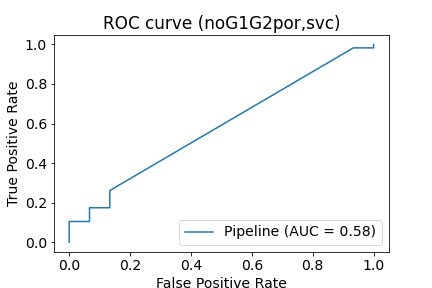 ROC curve (noG1G2por,svc)
True Positive Rate
1.0
0.8
0.6
0.4
0.2
0.0
Pipeline (AUC = 0.58)
0.0 0.2 0.4 0.6 0.8 1.0
False Positive Rate